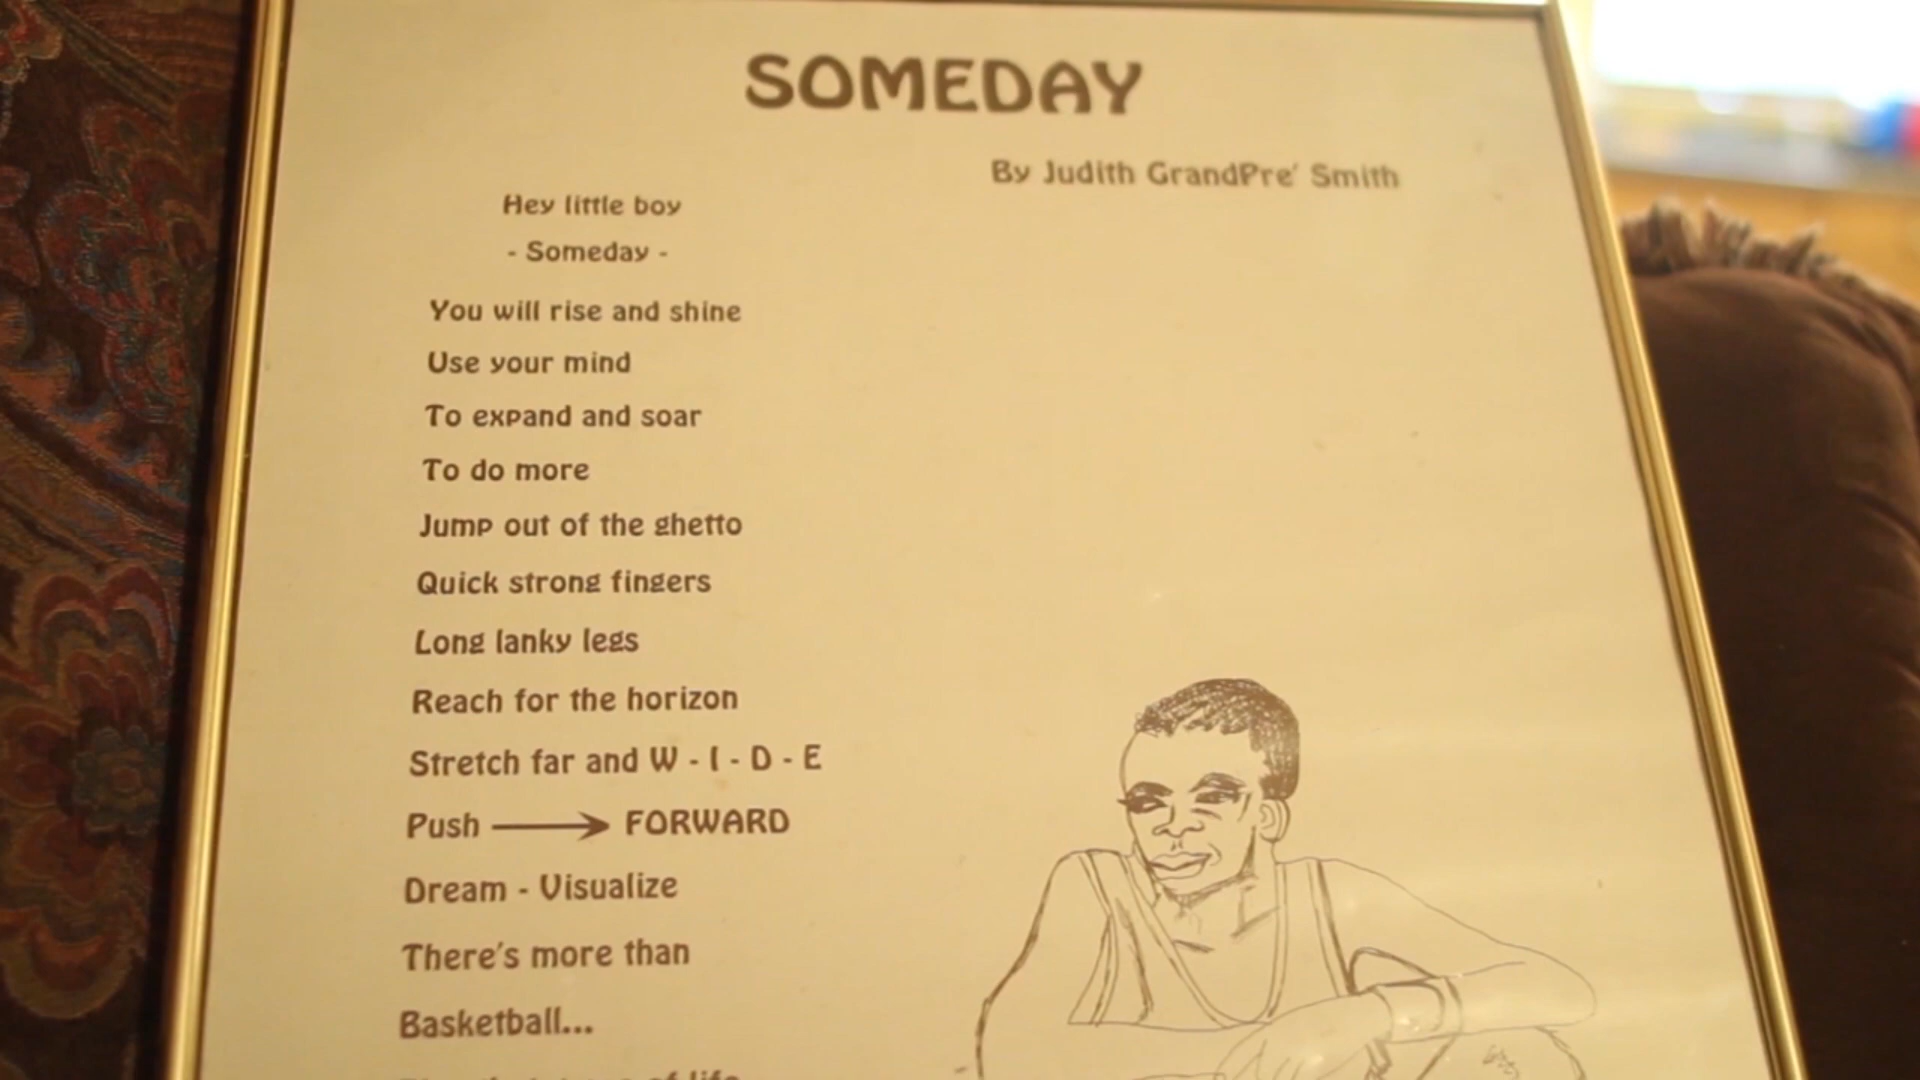 SOMEDAY
By Judith GrandPre' Smith
Hey little boy
- Someday -
You will rise and shine
Use your mind
To expand and soar
To do more
Jump out of the ghetto
Quick strong fingers
Long lanky legs
Reach for the horizon
Stretch far and W - I - D - E
Push → FORWARD
Dream - Visualize
There's more than
Basketball...
of life